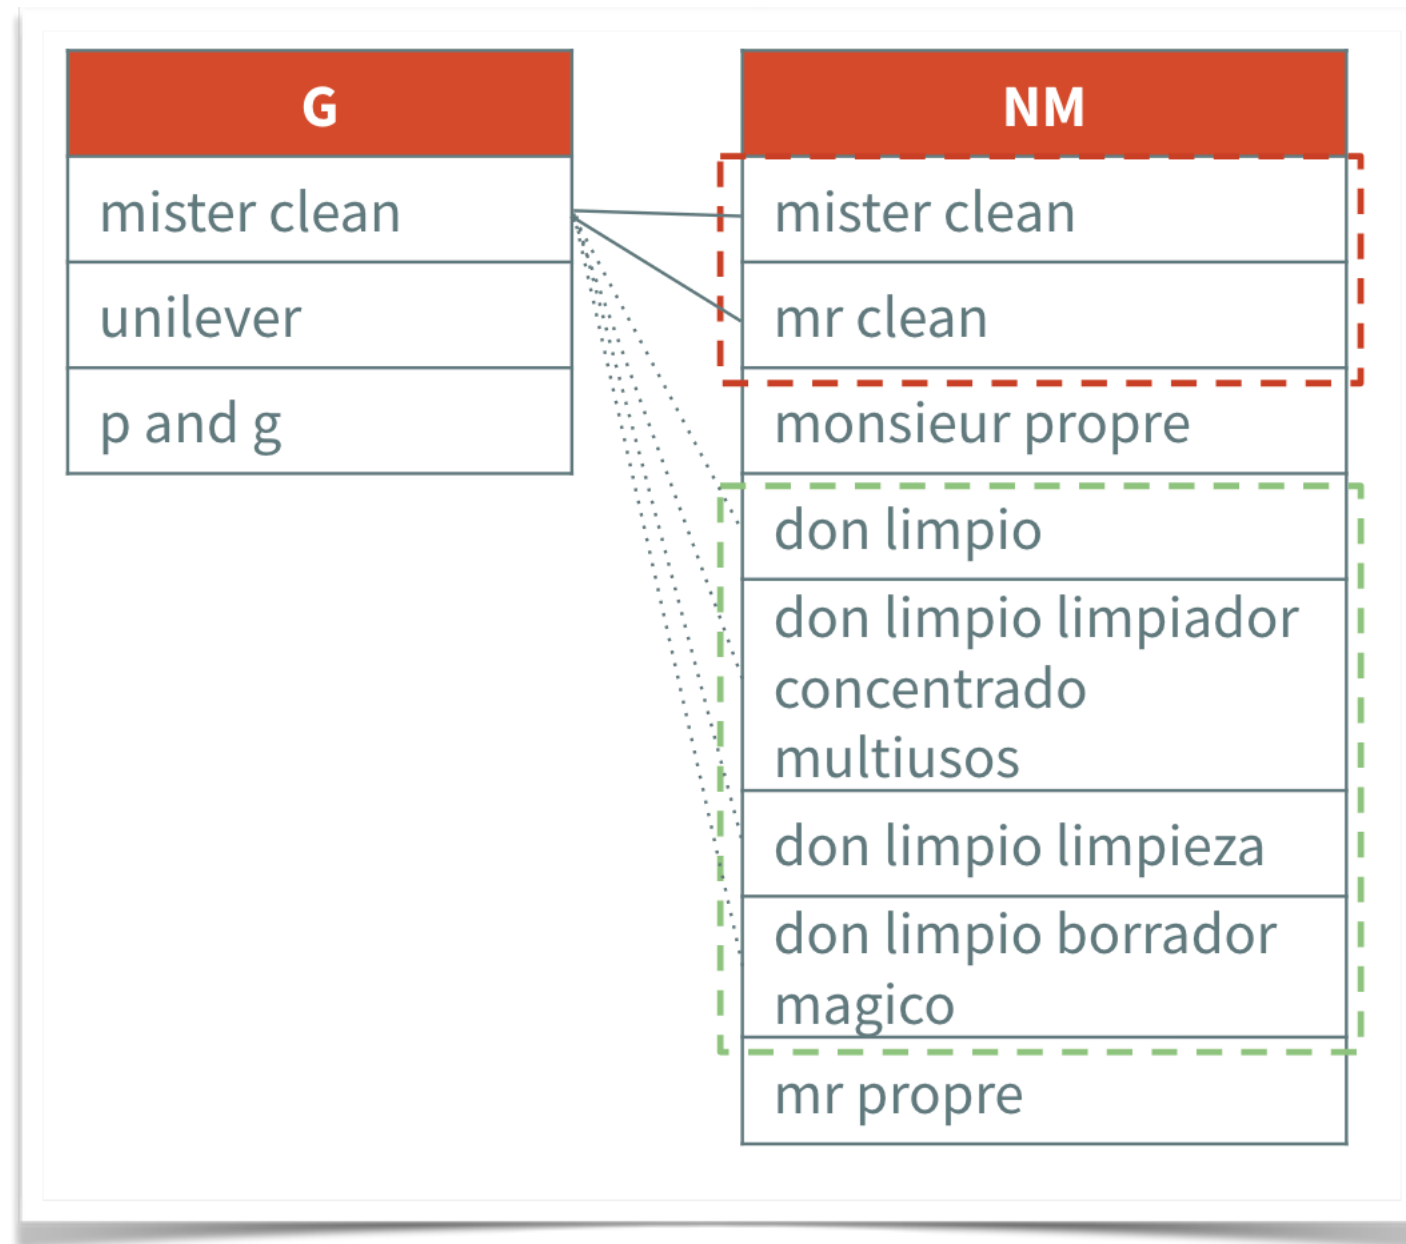 G
mister clean
unilever
p and g
NM
mister clean
mr clean
monsieur propre
don limpio
don limpio limpiador
concentrado
multiusos
don limpio limpieza
don limpio borrador
magico
mr propre